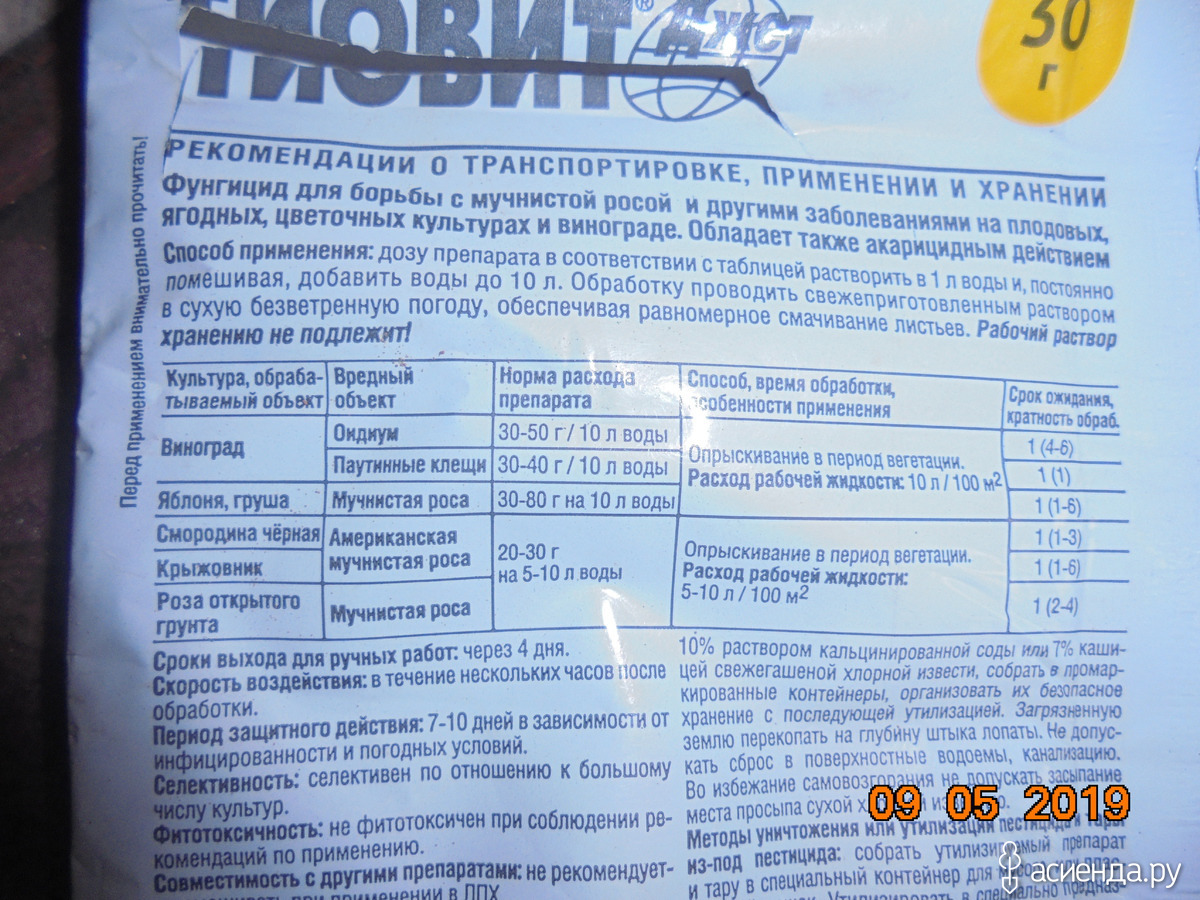 ТИОВИТ® Джет
30
г
Перед применением внимательно прочитать!
РЕКОМЕНДАЦИИ О ТРАНСПОРТИРОВКЕ, ПРИМЕНЕНИИ И ХРАНЕНИИ
Фунгицид для борьбы с мучнистой росой и другими заболеваниями на плодовых,
ягодных, цветочных культурах и винограде. Обладает также акарицидным действием
Способ применения: дозу препарата в соответствии с таблицей растворить в 1 л воды и, постоянно
помешивая, добавить воды до 10 л. Обработку проводить свежеприготовленным раствором
в сухую безветренную погоду, обеспечивая равномерное смачивание листьев. Рабочий раствор
хранению не подлежит!
Культура, обраба- Вредный Норма расхода Способ, время обработки, Срок ожидания,
тываемый объект объект препарата особенности применения кратность обраб.
Виноград Оидиум 30-50 г / 10 л воды 1 (4-6)
Паутинные клещи 30-40 г / 10 л воды Опрыскивание в период вегетации. 1 (1)
Расход рабочей жидкости: 10 л / 100 м2
Яблоня, груша Мучнистая роса 30-80 г на 10 л воды 1 (1-6)
Смородина чёрная Американская 1 (1-3)
мучнистая роса 20-30 г Опрыскивание в период вегетации.
Крыжовник на 5-10 л воды Расход рабочей жидкости: 1 (1-6)
5-10 л / 100 м2
Роза открытого Мучнистая роса 1 (2-4)
грунта
Сроки выхода для ручных работ: через 4 дня.
Скорость воздействия: в течение нескольких часов после
обработки.
Период защитного действия: 7-10 дней в зависимости от
инфицированности и погодных условий.
Селективность: селективен по отношению к большому
числу культур.
Фитотоксичность: не фитотоксичен при соблюдении ре-
комендаций по применению.
Совместимость с другими препаратами: не рекомендует-
при применении в ЛПХ
10% раствором кальцинированной соды или 7% каши-
цей свежегашеной хлорной извести, собрать в промар-
кированные контейнеры, организовать их безопасное
хранение с последующей утилизацией. Загрязненную
землю перекопать на глубину штыка лопаты. Не допус-
кать сброс в поверхностные водоемы, канализацию.
Во избежание самовозгорания не допускать засыпание
места просыпа сухой
Методы уничтожения или утилизации пестицида и тары
из-под пестицида: собрать утилизируемый препарат
и тару в специальный контейнер для
Утилизировать в специально предназ-
09 05 2019
асиенда.ру